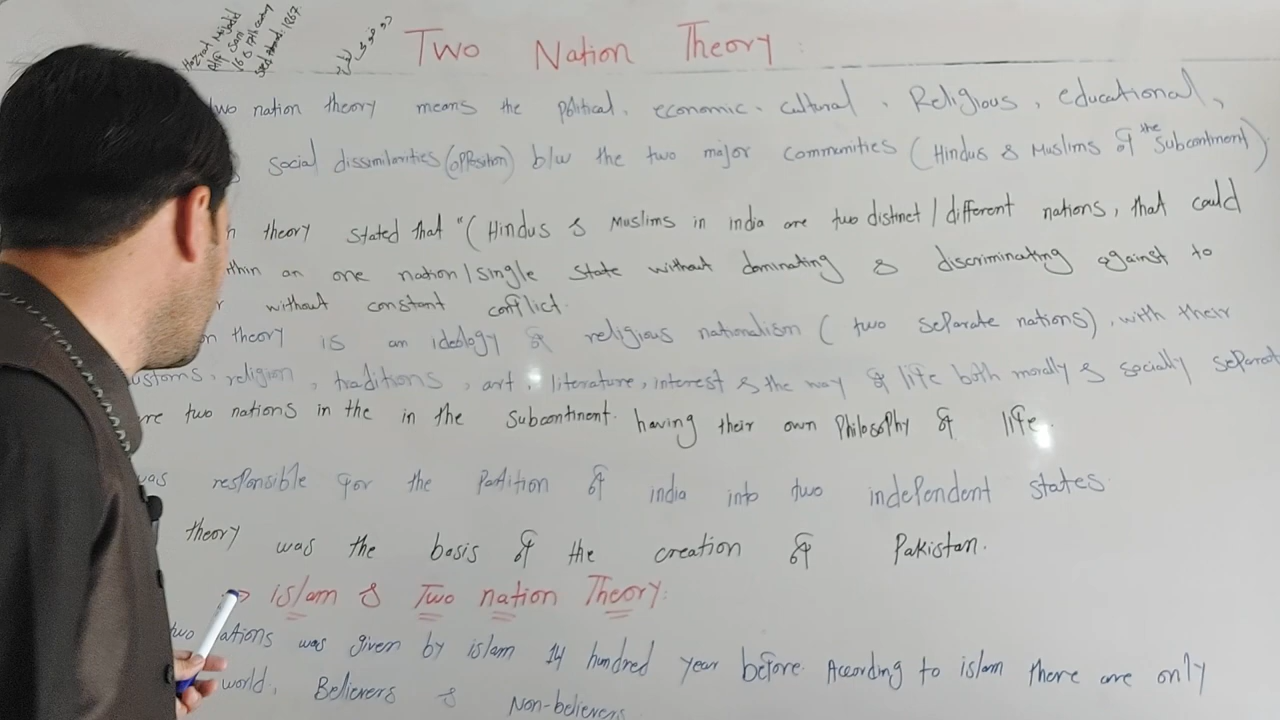 Two Nation Theory:
two nation theory means the political, economic, cultural, Religious, educational,
social dissimilarities (opposition) b/w the two major communities (Hindus & Muslims of the Subcontinent)
theory stated that "(Hindus & Muslims in india are two distinct / different nations, that could
an one nation / single state without dominating & discriminating against to
without constant conflict.
theory is an ideology of religious nationalism (two separate nations), with their
religion, traditions, art, literature, interest & the way of life both morally & socially separat
two nations in the in the subcontinent. having their own Philosophy of life.
was responsible for the Partition of india into two independent states
theory was the basis of the creation of Pakistan.
islam & Two nation Theory:
two nations was given by islam 14 hundred year before. According to islam there are only
world, Believers & Non-believers